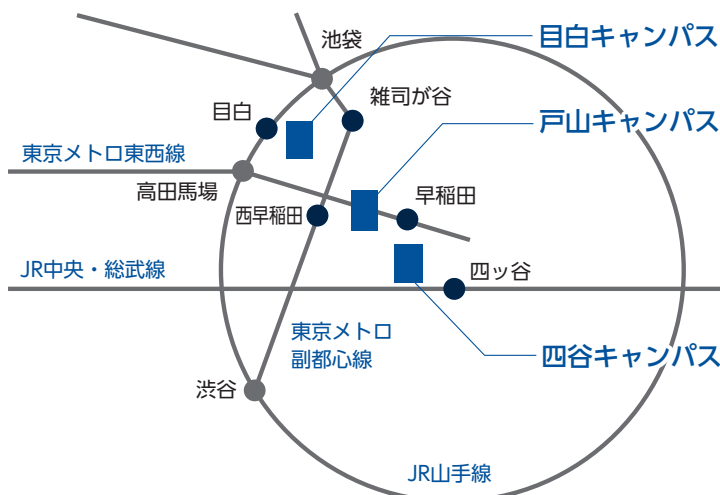 池袋
目白キャンパス
目白
雑司が谷
戸山キャンパス
東京メトロ東西線
高田馬場
早稲田
西早稲田
JR中央・総武線
四ッ谷
東京メトロ
副都心線
四谷キャンパス
渋谷
JR山手線